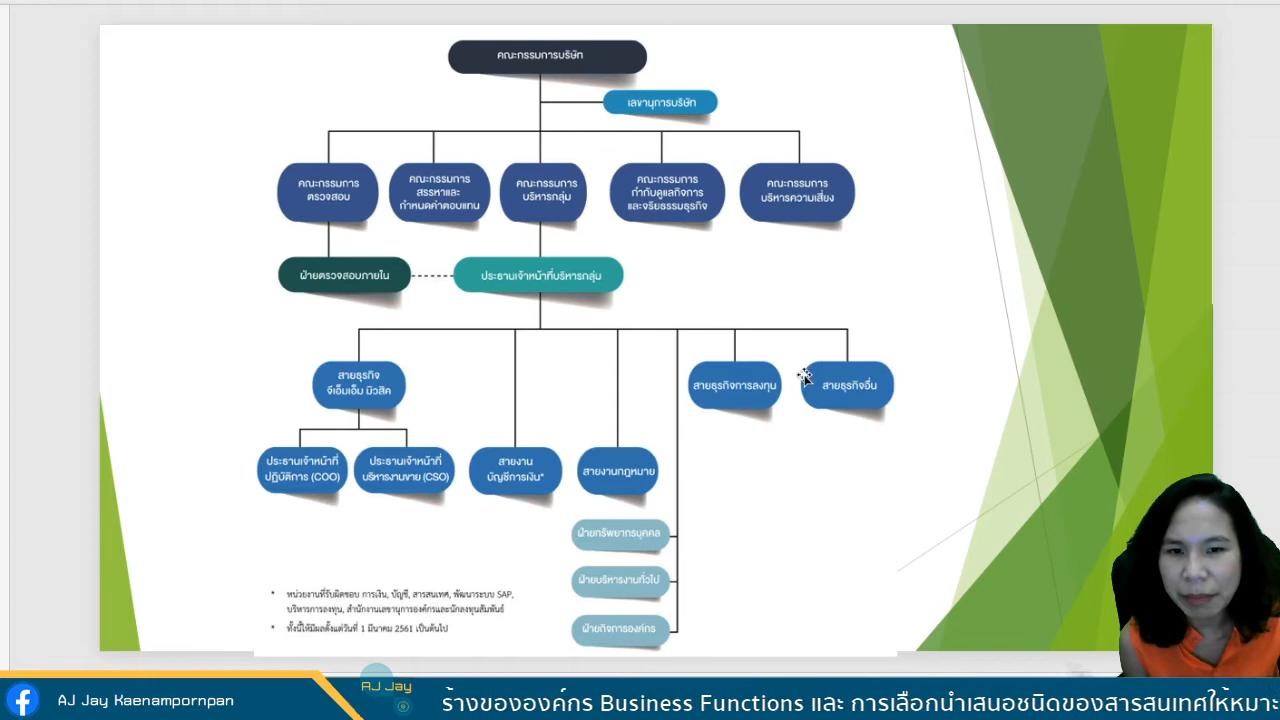 คณะกรรมการบริษัท
เลขานุการบริษัท
คณะกรรมการ
ตรวจสอบ
คณะกรรมการ
สรรหาและ
กำหนดค่าตอบแทน
คณะกรรมการ
บริหารกลุ่ม
คณะกรรมการ
กำกับดูแลกิจการ
และจริยธรรมธุรกิจ
คณะกรรมการ
บริหารความเสี่ยง
ฝ่ายตรวจสอบภายใน
ประธานเจ้าหน้าที่บริหารกลุ่ม
สายธุรกิจ
จีเอ็มเอ็ม มิวสิค
สายธุรกิจการลงทุน
สายธุรกิจอื่น
ประธานเจ้าหน้าที่
ปฏิบัติการ (COO)
ประธานเจ้าหน้าที่
บริหารงานขาย (CSO)
สายงาน
บัญชีการเงิน*
สายงานกฎหมาย
ฝ่ายทรัพยากรบุคคล
ฝ่ายบริหารงานทั่วไป
ฝ่ายกิจการองค์กร
* หน่วยงานที่รับผิดชอบ การเงิน, บัญชี, สารสนเทศ, พัฒนาระบบ SAP,
บริหารการลงทุน, สำนักงานเลขานุการองค์กรและนักลงทุนสัมพันธ์
* ทั้งนี้ให้มีผลตั้งแต่วันที่ 1 มีนาคม 2561 เป็นต้นไป
AJ Jay Kaenampornpan
AJ Jay
ร้างขององค์กร Business Functions และ การเลือกนำเสนอชนิดของสารสนเทศให้หมาะ